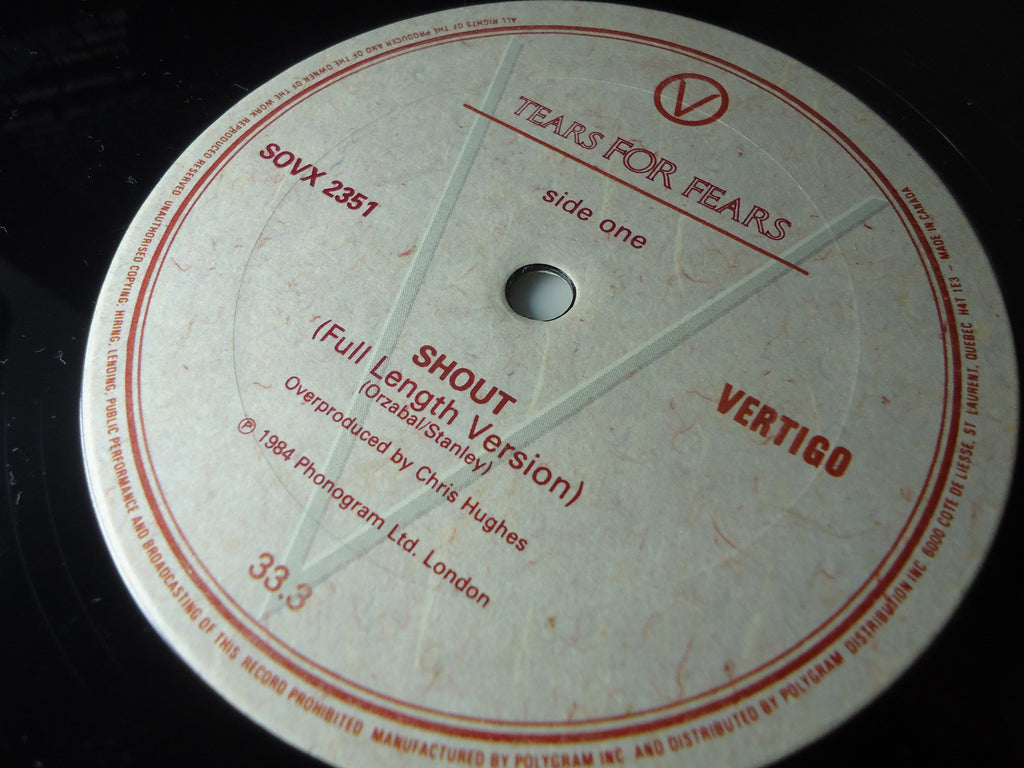 V
TEARS FOR FEARS
side one
SOVX 2351
VERTIGO
SHOUT
(Full Length Version)
(Orzabal/Stanley)
Overproduced by Chris Hughes
℗ 1984 Phonogram Ltd. London
33.3
ALL RIGHTS OF THE PRODUCER AND OF THE OWNER OF THE WORK REPRODUCED RESERVED. UNAUTHORISED COPYING, HIRING, LENDING, PUBLIC PERFORMANCE AND BROADCASTING OF THIS RECORD PROHIBITED MANUFACTURED BY POLYGRAM INC AND DISTRIBUTED BY POLYGRAM DISTRIBUTION INC 6000 COTE DE LIESSE, ST LAURENT, QUEBEC H4T 1E3 – MADE IN CANADA